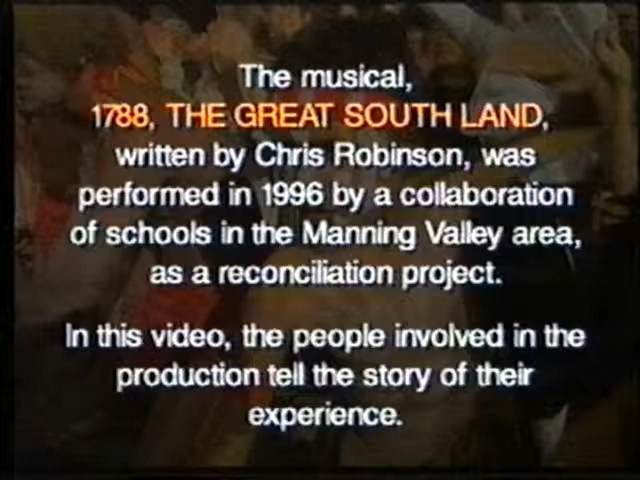 The musical,
1788, THE GREAT SOUTH LAND,
written by Chris Robinson, was
performed in 1996 by a collaboration
of schools in the Manning Valley area,
as a reconciliation project.
In this video, the people involved in the
production tell the story of their
experience.